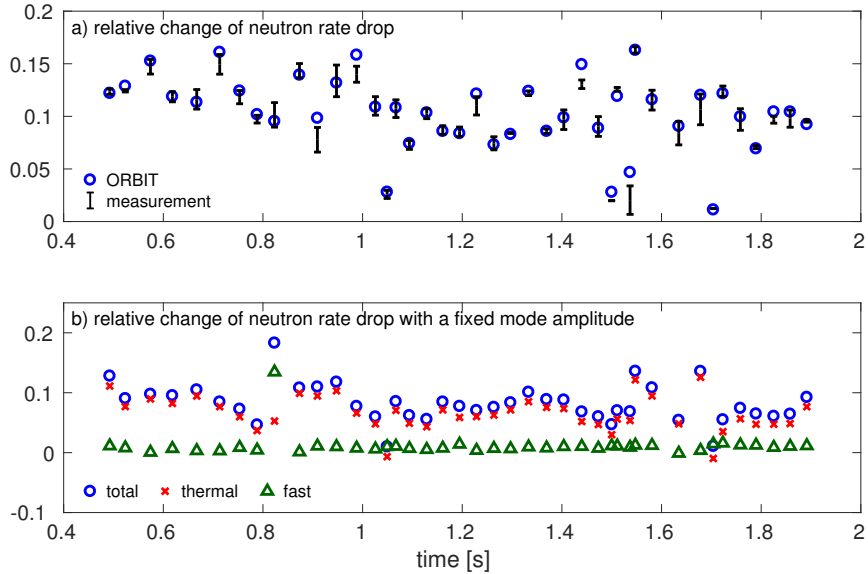 0.2
a) relative change of neutron rate drop
0.15
0.1
0.05
ORBIT
measurement
0
0.4 0.6 0.8 1 1.2 1.4 1.6 1.8 2
0.2
b) relative change of neutron rate drop with a fixed mode amplitude
0.1
0
total thermal fast
-0.1
0.4 0.6 0.8 1 1.2 1.4 1.6 1.8 2
time [s]